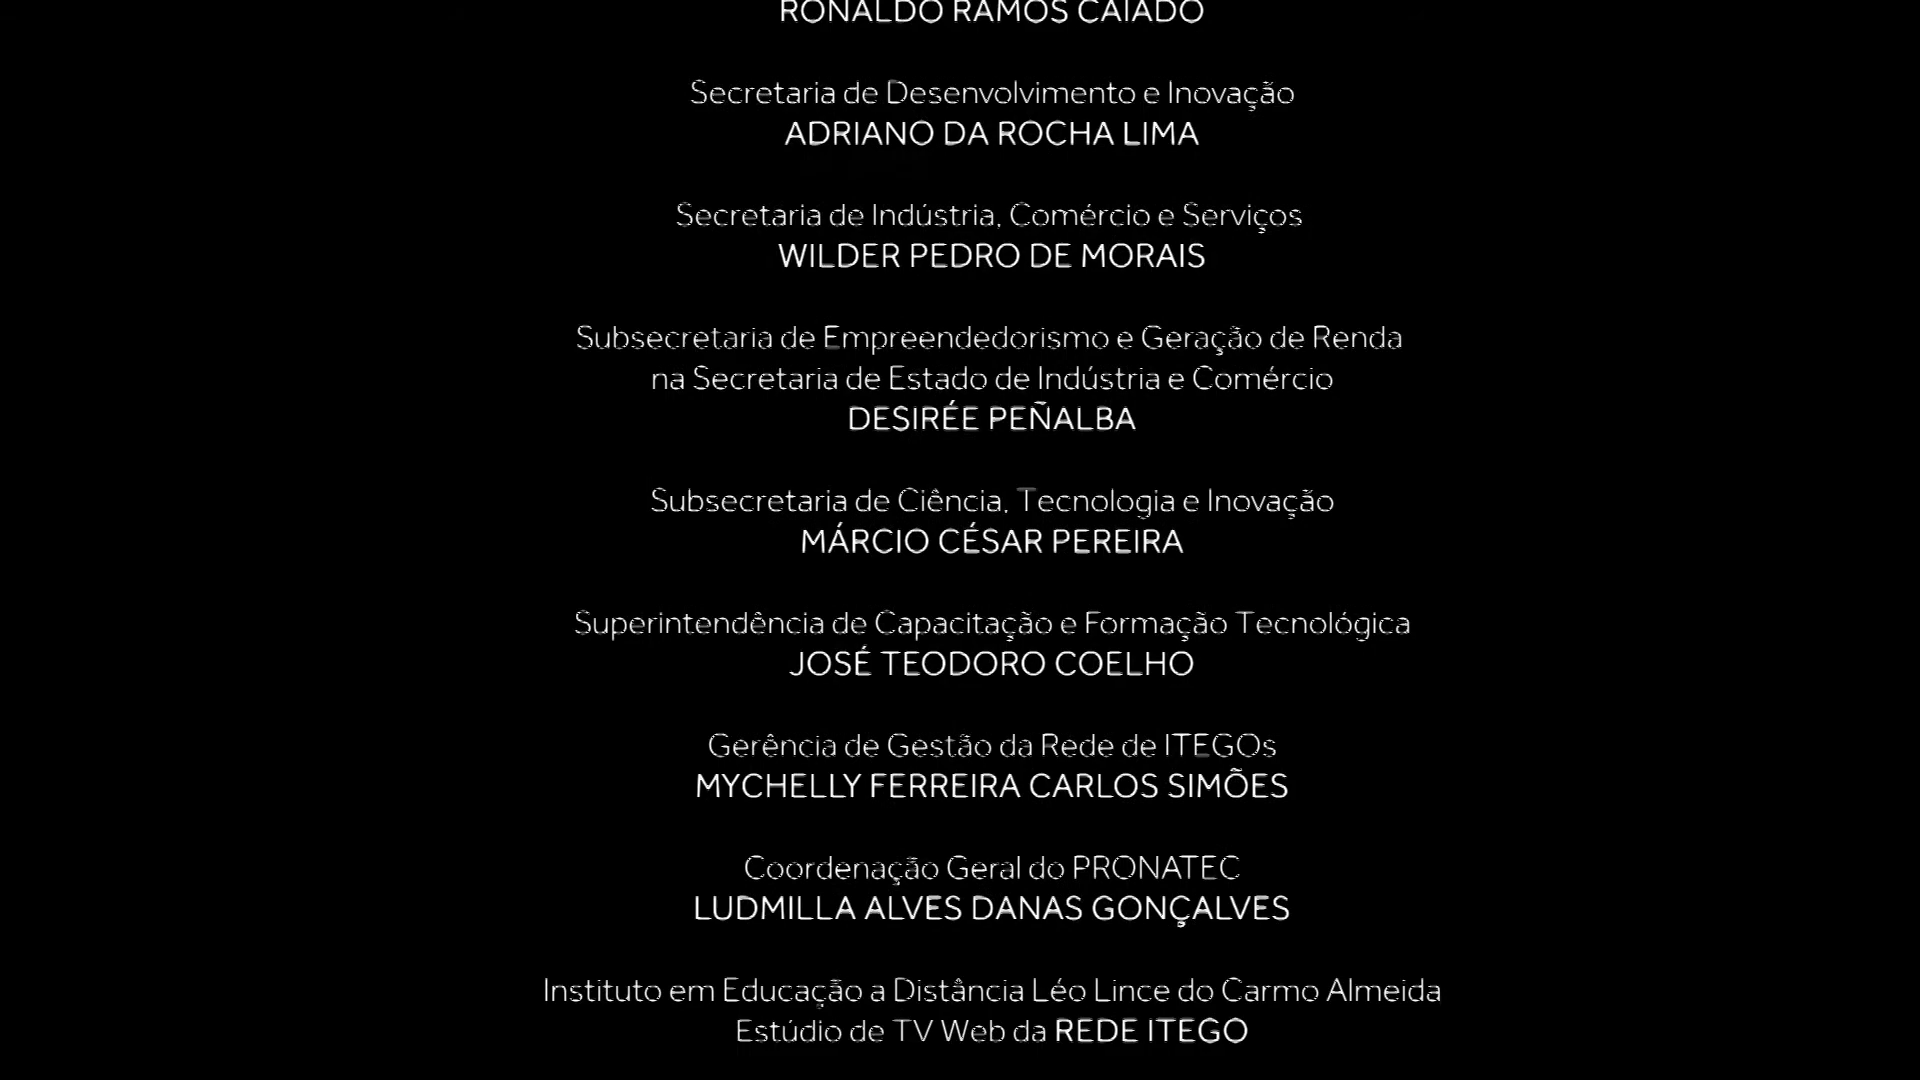 RONALDO RAMOS CAIADO
Secretaria de Desenvolvimento e Inovação
ADRIANO DA ROCHA LIMA
Secretaria de Indústria, Comércio e Serviços
WILDER PEDRO DE MORAIS
Subsecretaria de Empreendedorismo e Geração de Renda
na Secretaria de Estado de Indústria e Comércio
DESIRÉE PEÑALBA
Subsecretaria de Ciência, Tecnologia e Inovação
MÁRCIO CÉSAR PEREIRA
Superintendência de Capacitação e Formação Tecnológica
JOSÉ TEODORO COELHO
Gerência de Gestão da Rede de ITEGOs
MYCHELLY FERREIRA CARLOS SIMÕES
Coordenação Geral do PRONATEC
LUDMILLA ALVES DANAS GONÇALVES
Instituto em Educação a Distância Léo Lince do Carmo Almeida
Estúdio de TV Web da REDE ITEGO